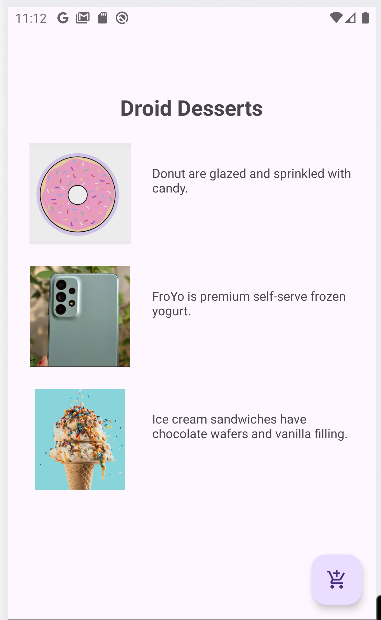 11:12
Droid Desserts
Donut are glazed and sprinkled with
candy.
FroYo is premium self-serve frozen
yogurt.
Ice cream sandwiches have
chocolate wafers and vanilla filling.